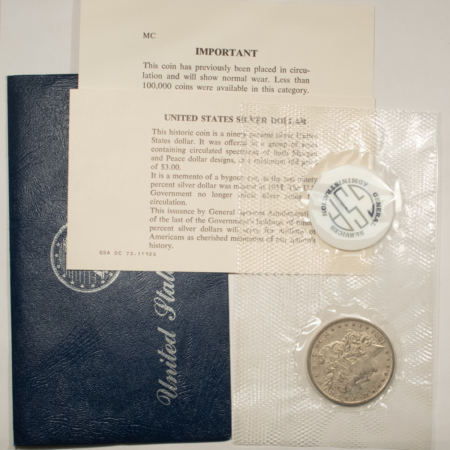 MC
IMPORTANT
This coin has previously been placed in circu-
lation and will show normal wear. Less than
100,000 coins were available in this category.
UNITED STATES SILVER DOLLAR
This historic coin is a ninety percent silver United
States dollar. It was offered in a group of
containing circulated specimens of both Morgan
and Peace dollar designs, at a minimum bid
of $3.00.
It is a memento of a bygone era, as the last ninety
percent silver dollar was minted in The
Government no longer silver
circulation.
This issuance by General Services Administration
of the last of the Government's holdings of ninety
percent silver dollars will serve for millions of
Americans as cherished mementos of our nation's
history.
GSA DC
GENERAL SERVICES ADMINISTRATION
United States